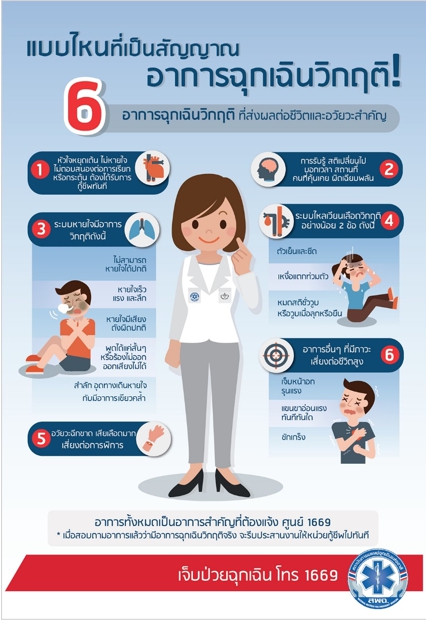 แบบไหนที่เป็นสัญญาณ
อาการฉุกเฉินวิกฤติ!
6 อาการฉุกเฉินวิกฤติ ที่ส่งผลต่อชีวิตและอวัยวะสำคัญ
1
หัวใจหยุดเต้น ไม่หายใจ
ไม่ตอบสนองต่อการเรียก
หรือกระตุ้น ต้องได้รับการ
กู้ชีพทันที
การรับรู้ สติเปลี่ยนไป
บอกเวลา สถานที่
คนที่คุ้นเคย ผิดเฉียบพลัน
2
3
ระบบหายใจมีอาการ
วิกฤติดังนี้
ไม่สามารถ
หายใจได้ปกติ
หายใจเร็ว
แรง และลึก
หายใจมีเสียง
ดังผิดปกติ
พูดได้แค่สั้นๆ
หรือร้องไม่ออก
ออกเสียงไม่ได้
สำลัก อุดทางเดินหายใจ
กับมีอาการเขียวคล้ำ
ระบบไหลเวียนเลือดวิกฤติ
อย่างน้อย 2 ข้อ ดังนี้
4
ตัวเย็นและซีด
เหงื่อแตกท่วมตัว
หมดสติชั่ววูบ
หรือวูบเมื่อลุกหรือยืน
5
อวัยวะฉีกขาด เสียเลือดมาก
เสี่ยงต่อการพิการ
อาการอื่นๆ ที่มีภาวะ
เสี่ยงต่อชีวิตสูง
6
เจ็บหน้าอก
รุนแรง
แขนขาอ่อนแรง
ทันทีทันใด
ชักเกร็ง
อาการทั้งหมดเป็นอาการสำคัญที่ต้องแจ้ง ศูนย์ 1669
* เมื่อสอบถามอาการแล้วว่ามีอาการฉุกเฉินวิกฤติจริง จะรีบประสานงานให้หน่วยกู้ชีพไปทันที
เจ็บป่วยฉุกเฉิน โทร 1669
สพฉ.